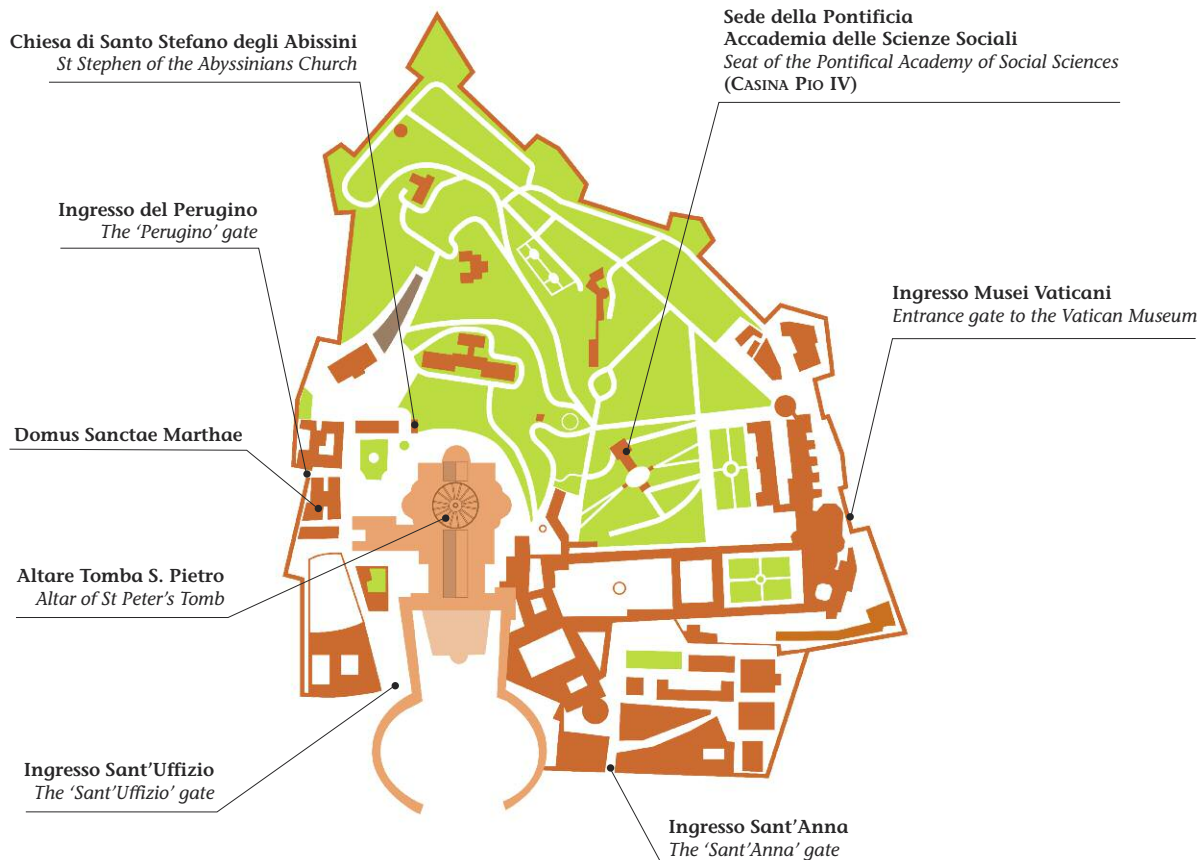 Chiesa di Santo Stefano degli Abissini
St Stephen of the Abyssinians Church
Sede della Pontificia
Accademia delle Scienze Sociali
Seat of the Pontifical Academy of Social Sciences
(CASINA PIO IV)
Ingresso del Perugino
The ‘Perugino’ gate
Ingresso Musei Vaticani
Entrance gate to the Vatican Museum
Domus Sanctae Marthae
Altare Tomba S. Pietro
Altar of St Peter’s Tomb
Ingresso Sant’Uffizio
The ‘Sant’Uffizio’ gate
Ingresso Sant’Anna
The ‘Sant’Anna’ gate